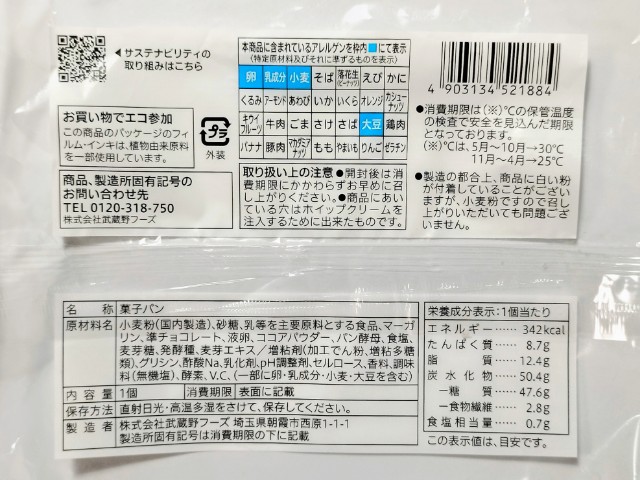 サステナビリティの
取り組みはこちら
お買い物でエコ参加
この商品のパッケージのフィ
ルム・インキは、植物由来原料
を一部使用しています。
プラ
外装
商品、製造所固有記号の
お問い合わせ先
TEL 0120-318-750
株式会社武蔵野フーズ
本商品に含まれているアレルゲンを枠内■にて表示
(特定原材料及びそれに準ずるものを表示)
卵 乳成分 小麦 そば 落花生(ピーナッツ) えび かに
くるみ アーモンド あわび いか いくら オレンジ カシューナッツ
キウイフルーツ 牛肉 ごま さけ さば 大豆 鶏肉
バナナ 豚肉 マカダミアナッツ もも やまいも りんご ゼラチン
取り扱い上の注意 ●開封後は消
費期限にかかわらずお早めに召
し上がりください。●商品にあい
ている穴はホイップクリームを
注入するために出来たものです。
4 903134 521884
●消費期限は(※)℃の保管温度
の検査で安全を見込んだ期限
となっております。
(※)℃は、5月~10月→30℃
11月~4月→25℃
●製造の都合上、商品に白い粉
が付着していることがござい
ますが、小麦粉ですので召し上
がりいただいても問題ござい
ません。
名称 菓子パン
原材料名 小麦粉(国内製造)、砂糖、乳等を主要原料とする食品、マーガ
リン、準チョコレート、液卵、ココアパウダー、パン酵母、食塩、
麦芽糖、発酵種、麦芽エキス/増粘剤(加工でん粉、増粘多糖
類)、グリシン、酢酸Na、乳化剤、pH調整剤、セルロース、香料、調味
料(無機塩)、酵素、V.C、(一部に卵・乳成分・小麦・大豆を含む)
内容量 1個 消費期限 表面に記載
保存方法 直射日光・高温多湿をさけて、保存してください。
製造者 株式会社武蔵野フーズ 埼玉県朝霞市西原1-1-1
製造所固有記号は消費期限の下に記載
栄養成分表示:1個当たり
エネルギー…… 342kcal
たんぱく質…… 8.7g
脂質…… 12.4g
炭水化物…… 50.4g
―糖質…… 47.6g
―食物繊維…… 2.8g
食塩相当量…… 0.7g
この表示値は、目安です。